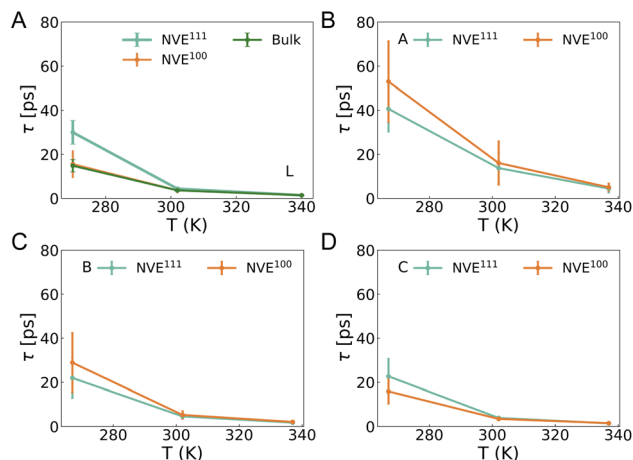 A
B
80
60
40
20
0
τ [ps]
NVE¹¹¹
NVE¹⁰⁰
Bulk
L
280 300 320 340
T (K)
80
60
40
20
0
τ [ps]
A
NVE¹¹¹
NVE¹⁰⁰
280 300 320 340
T (K)
C
D
80
60
40
20
0
τ [ps]
B
NVE¹¹¹
NVE¹⁰⁰
280 300 320 340
T (K)
80
60
40
20
0
τ [ps]
C
NVE¹¹¹
NVE¹⁰⁰
280 300 320 340
T (K)